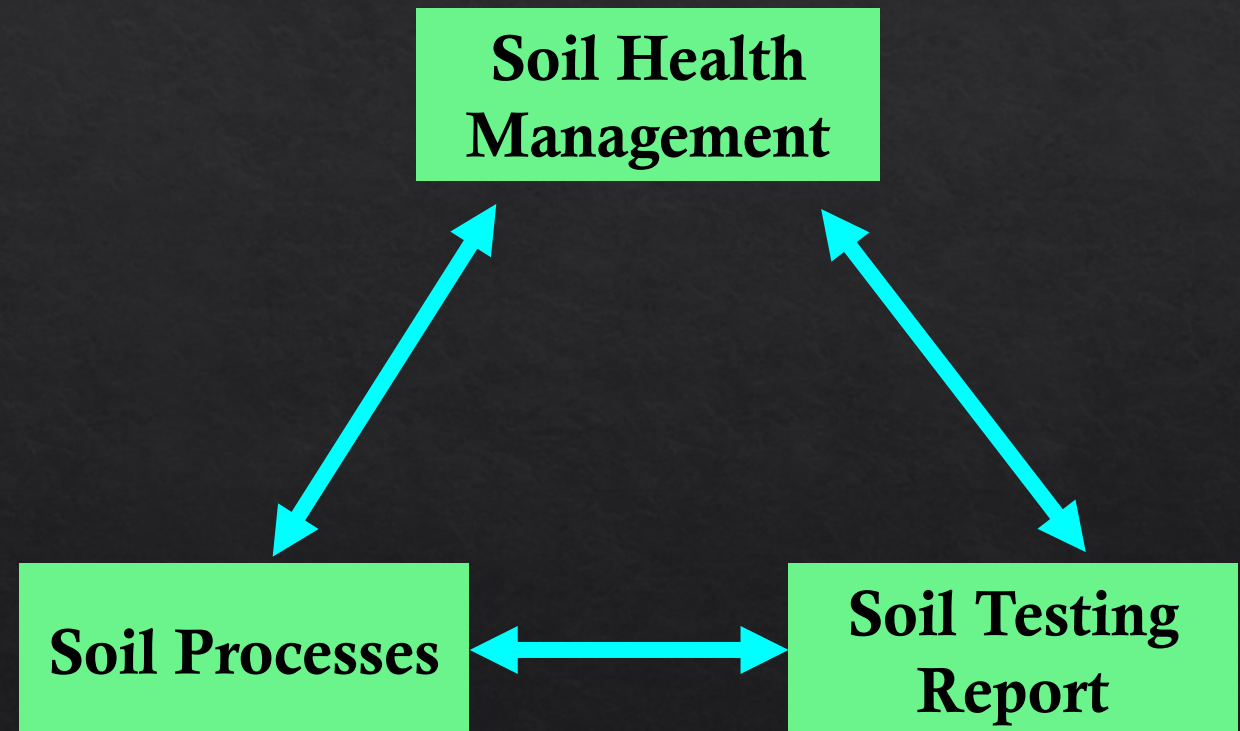 Soil Health
Management
Soil Processes
Soil Testing
Report